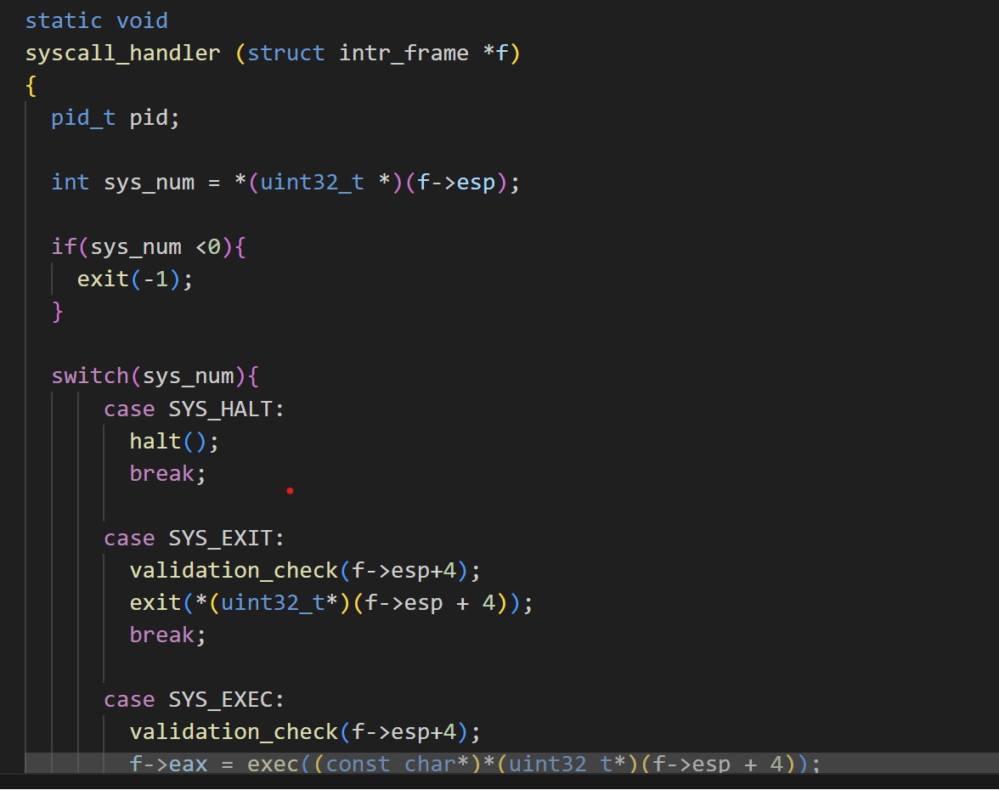 static void
syscall_handler (struct intr_frame *f)
{
  pid_t pid;

  int sys_num = *(uint32_t *)(f->esp);

  if(sys_num <0){
    exit(-1);
  }

  switch(sys_num){
      case SYS_HALT:
        halt();
        break;

      case SYS_EXIT:
        validation_check(f->esp+4);
        exit(*(uint32_t*)(f->esp + 4));
        break;

      case SYS_EXEC:
        validation_check(f->esp+4);
        f->eax = exec((const char*)*(uint32_t*)(f->esp + 4));